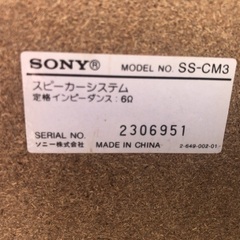 SONY® MODEL NO. SS-CM3
スピーカーシステム
定格インピーダンス：6Ω
SERIAL NO. 2306951
ソニー株式会社 MADE IN CHINA 2-649-002-01